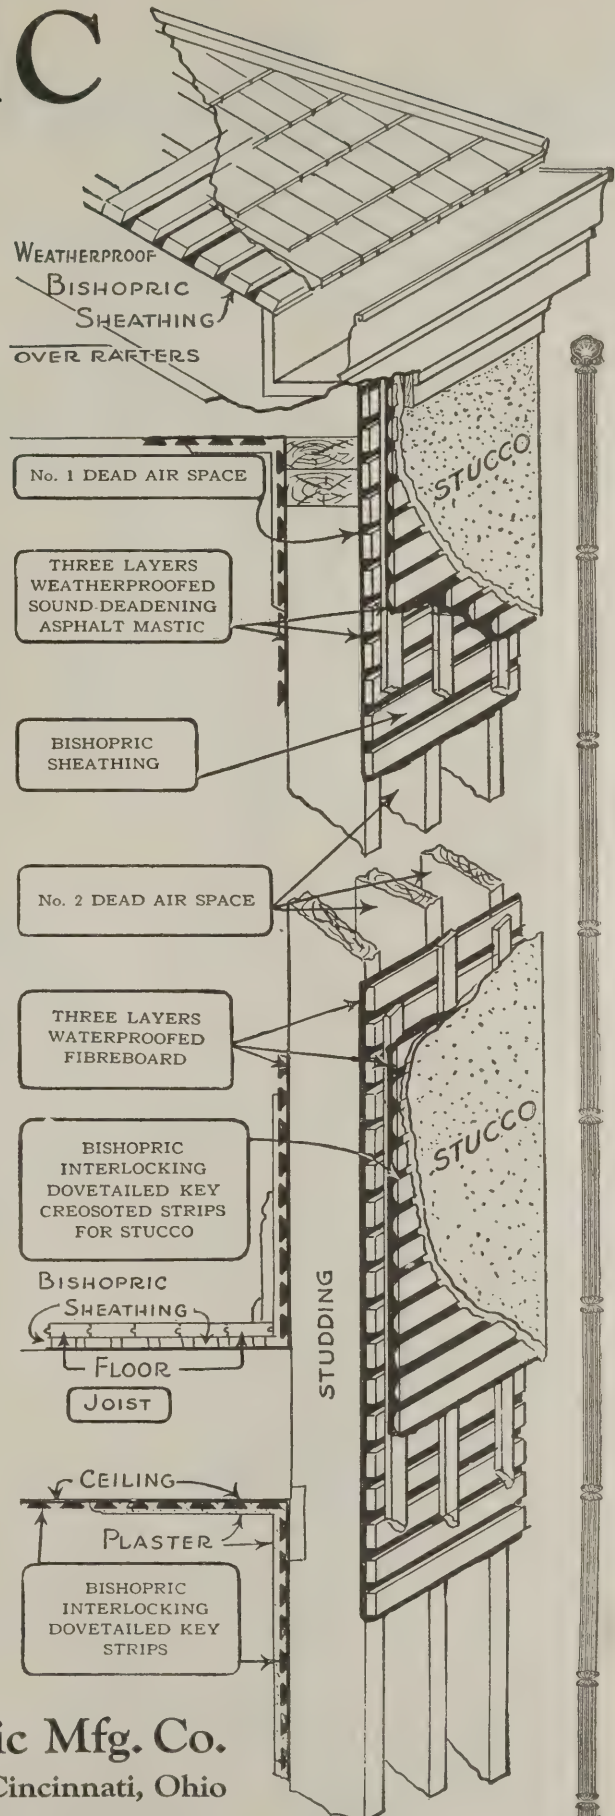 C
WEATHERPROOF
BISHOPRIC
SHEATHING
OVER RAFTERS
No. 1 DEAD AIR SPACE
STUCCO
THREE LAYERS
WEATHERPROOFED
SOUND-DEADENING
ASPHALT MASTIC
BISHOPRIC
SHEATHING
No. 2 DEAD AIR SPACE
THREE LAYERS
WATERPROOFED
FIBREBOARD
STUCCO
BISHOPRIC
INTERLOCKING
DOVETAILED KEY
CREOSOTED STRIPS
FOR STUCCO
BISHOPRIC
SHEATHING
STUDDING
FLOOR
JOIST
CEILING
PLASTER
BISHOPRIC
INTERLOCKING
DOVETAILED KEY
STRIPS
ic Mfg. Co.
Cincinnati, Ohio